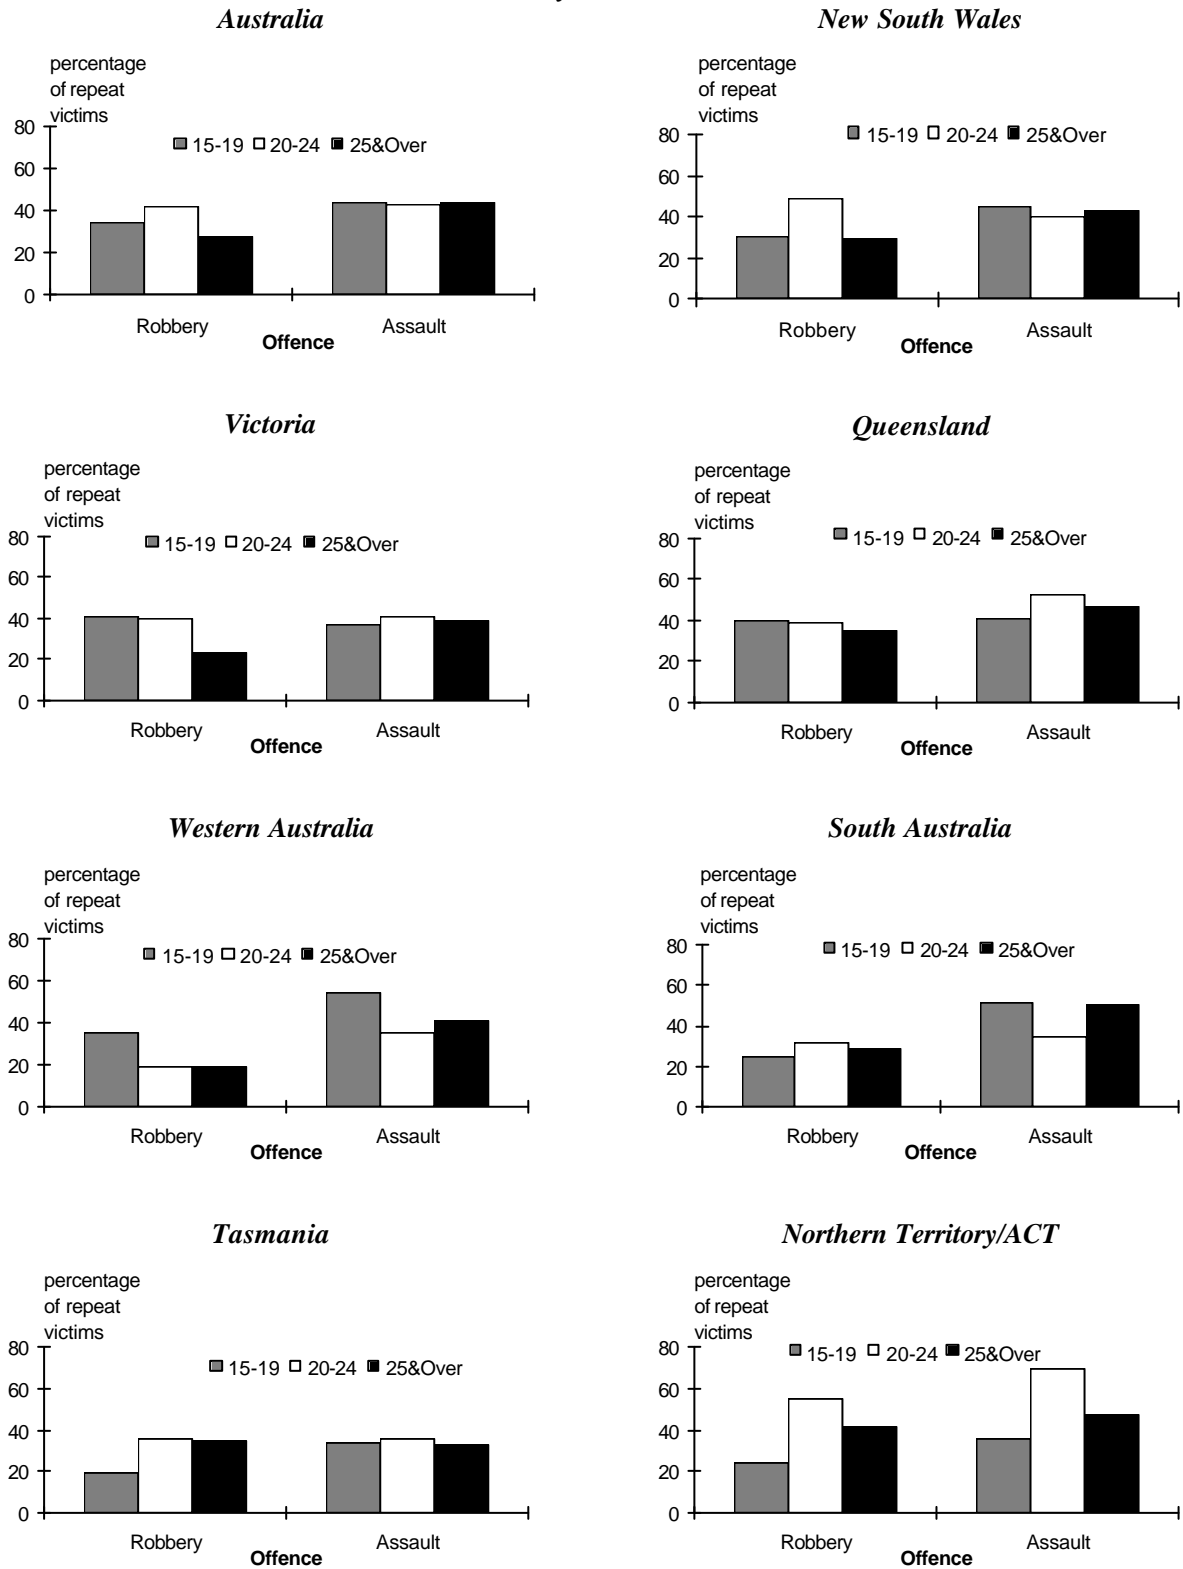 Australia
percentage
of repeat
victims
80
60
40
20
0
15-19 20-24 25&Over
Robbery Assault
Offence
New South Wales
percentage
of repeat
victims
80
60
40
20
0
15-19 20-24 25&Over
Robbery Assault
Offence
Victoria
percentage
of repeat
victims
80
60
40
20
0
15-19 20-24 25&Over
Robbery Assault
Offence
Queensland
percentage
of repeat
victims
80
60
40
20
0
15-19 20-24 25&Over
Robbery Assault
Offence
Western Australia
percentage
of repeat
victims
80
60
40
20
0
15-19 20-24 25&Over
Robbery Assault
Offence
South Australia
percentage
of repeat
victims
80
60
40
20
0
15-19 20-24 25&Over
Robbery Assault
Offence
Tasmania
percentage
of repeat
victims
80
60
40
20
0
15-19 20-24 25&Over
Robbery Assault
Offence
Northern Territory/ACT
percentage
of repeat
victims
80
60
40
20
0
15-19 20-24 25&Over
Robbery Assault
Offence